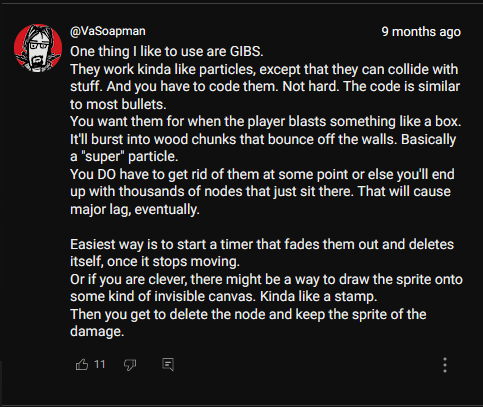 @VaSoapman 9 months ago
One thing I like to use are GIBS.
They work kinda like particles, except that they can collide with
stuff. And you have to code them. Not hard. The code is similar
to most bullets.
You want them for when the player blasts something like a box.
It'll burst into wood chunks that bounce off the walls. Basically
a "super" particle.
You DO have to get rid of them at some point or else you'll end
up with thousands of nodes that just sit there. That will cause
major lag, eventually.
Easiest way is to start a timer that fades them out and deletes
itself, once it stops moving.
Or if you are clever, there might be a way to draw the sprite onto
some kind of invisible canvas. Kinda like a stamp.
Then you get to delete the node and keep the sprite of the
damage.
11